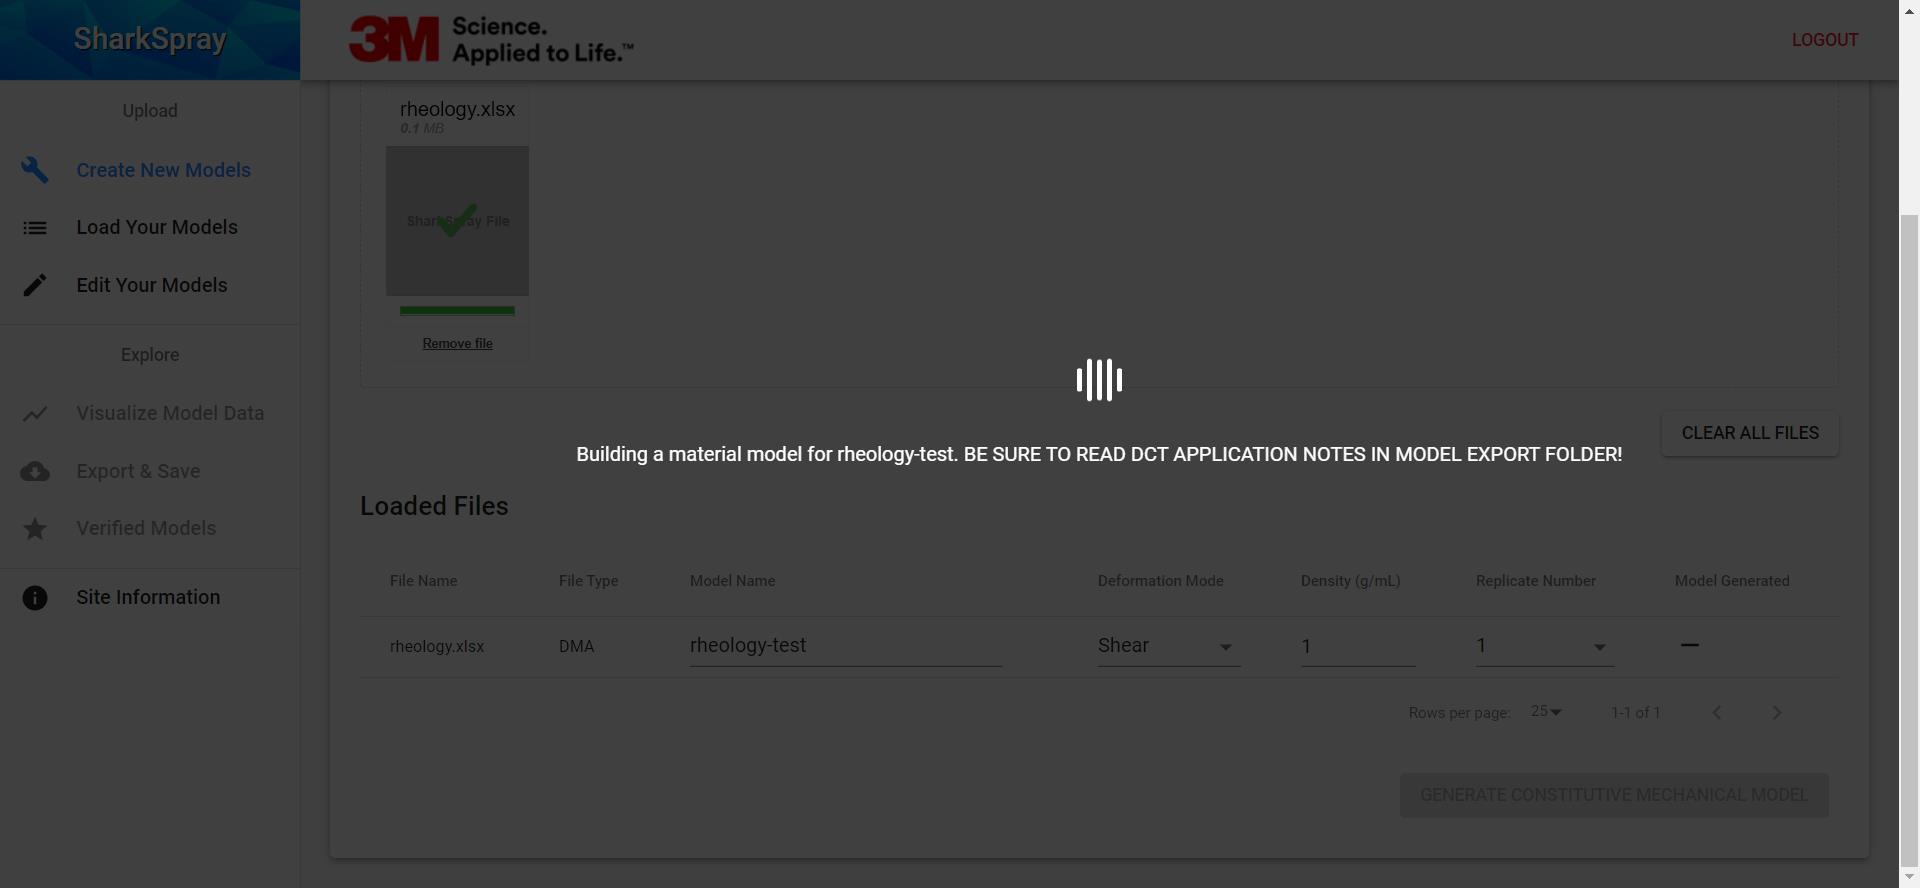 SharkSpray
3M Science.
Applied to Life.™
LOGOUT
Upload
Create New Models
Load Your Models
Edit Your Models
Explore
Visualize Model Data
Export & Save
Verified Models
Site Information
rheology.xlsx
0.1 MB
SharkSpray File
Remove file
CLEAR ALL FILES
Building a material model for rheology-test. BE SURE TO READ DCT APPLICATION NOTES IN MODEL EXPORT FOLDER!
Loaded Files
File Name File Type Model Name Deformation Mode Density (g/mL) Replicate Number Model Generated
rheology.xlsx DMA rheology-test Shear 1 1 —
Rows per page: 25 1-1 of 1
GENERATE CONSTITUTIVE MECHANICAL MODEL